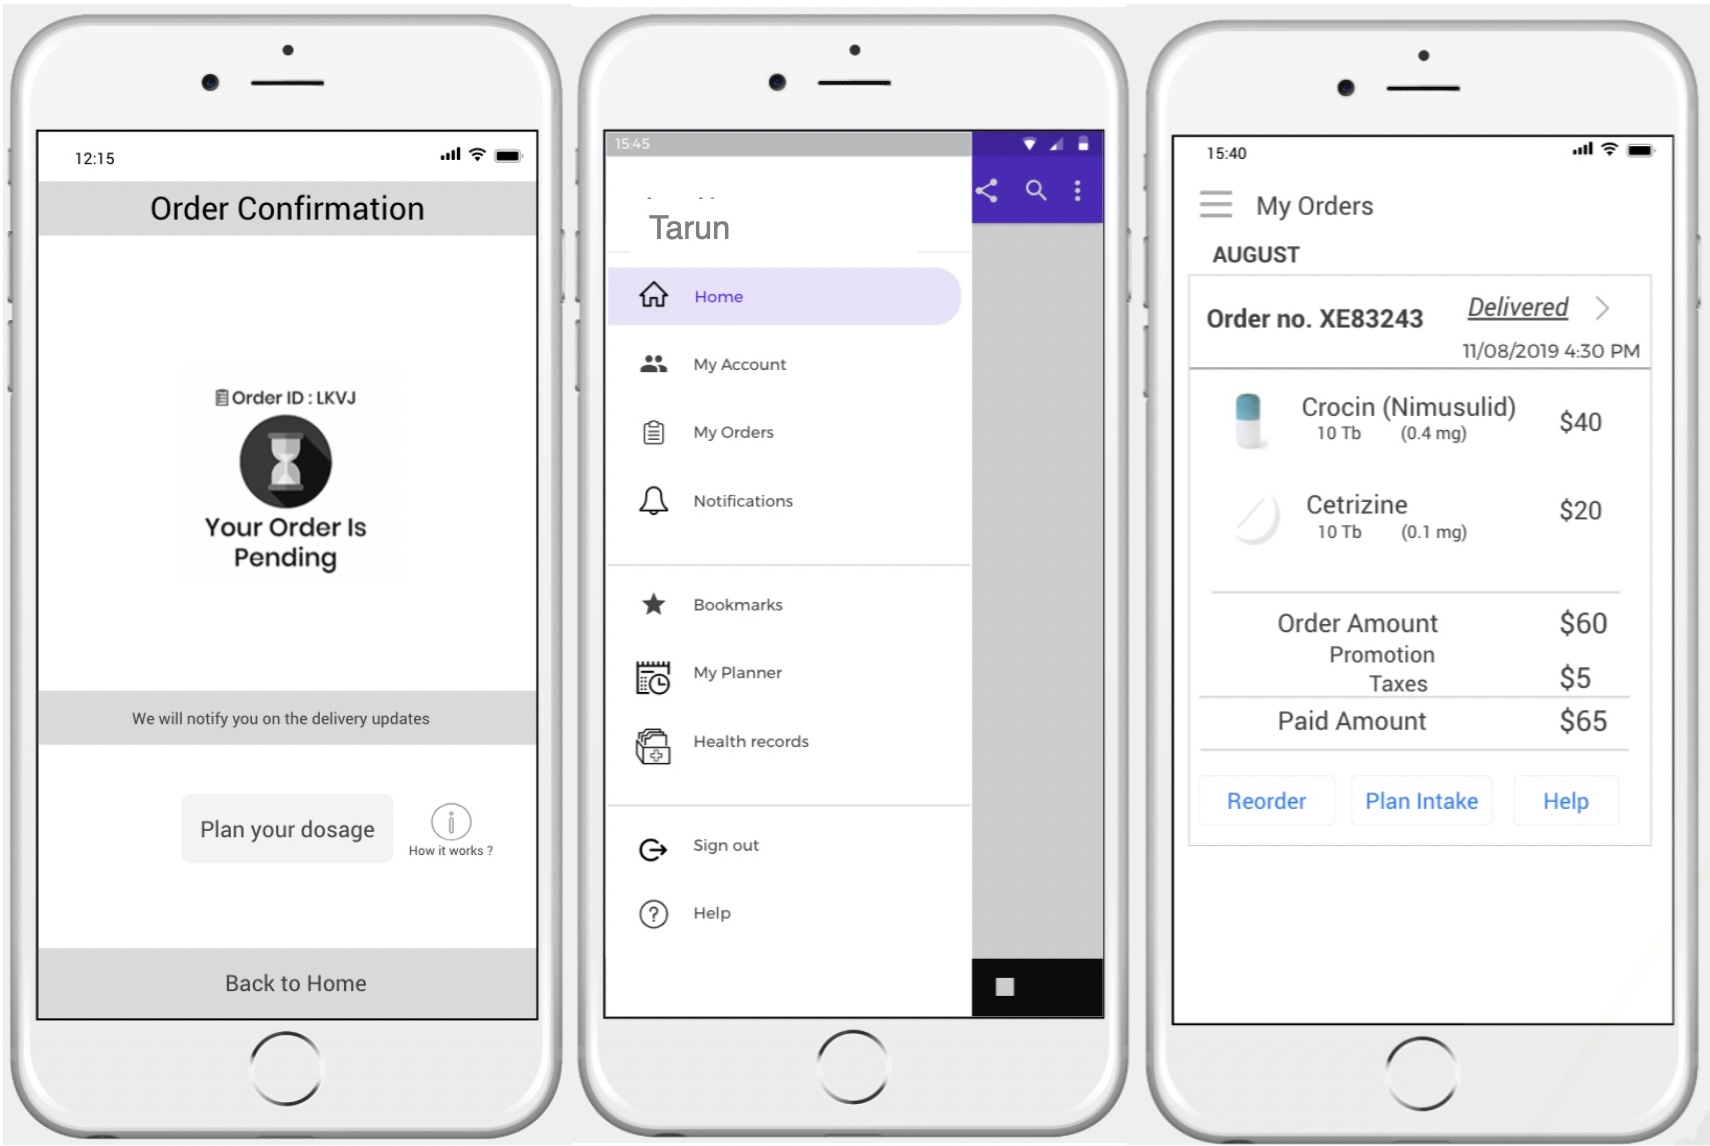 12:15
Order Confirmation
Order ID : LKVJ
Your Order Is
Pending
We will notify you on the delivery updates
Plan your dosage
How it works ?
Back to Home
15:45
Tarun
Home
My Account
My Orders
Notifications
Bookmarks
My Planner
Health records
Sign out
Help
15:40
My Orders
AUGUST
Order no. XE83243
Delivered
11/08/2019 4:30 PM
Crocin (Nimusulid) $40
10 Tb (0.4 mg)
Cetrizine $20
10 Tb (0.1 mg)
Order Amount $60
Promotion
Taxes $5
Paid Amount $65
Reorder Plan Intake Help